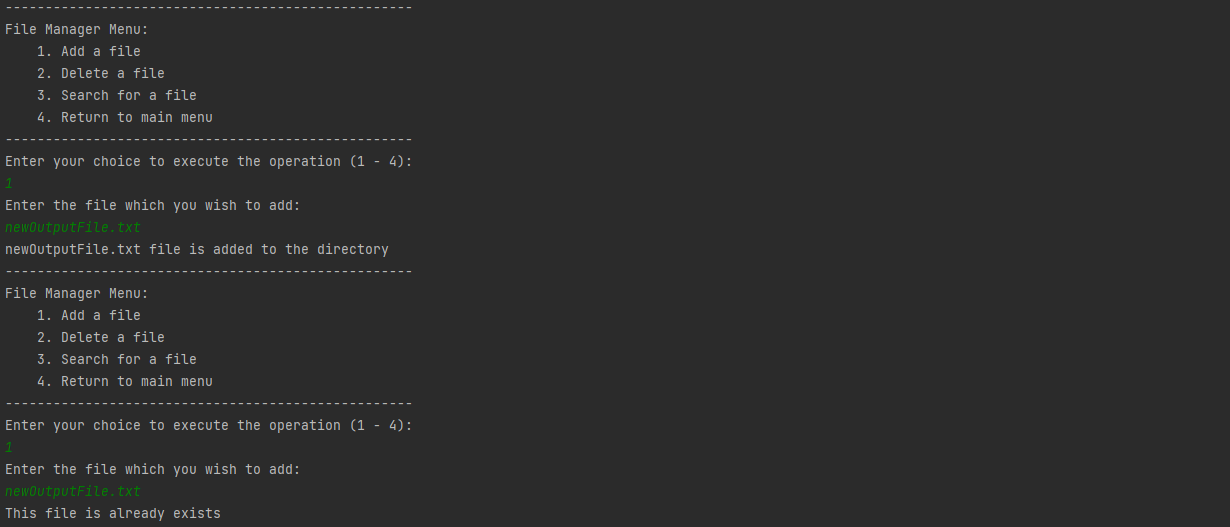 ---------------------------------------------------
File Manager Menu:
    1. Add a file
    2. Delete a file
    3. Search for a file
    4. Return to main menu
---------------------------------------------------
Enter your choice to execute the operation (1 - 4):
1
Enter the file which you wish to add:
newOutputFile.txt
newOutputFile.txt file is added to the directory
---------------------------------------------------
File Manager Menu:
    1. Add a file
    2. Delete a file
    3. Search for a file
    4. Return to main menu
---------------------------------------------------
Enter your choice to execute the operation (1 - 4):
1
Enter the file which you wish to add:
newOutputFile.txt
This file is already exists